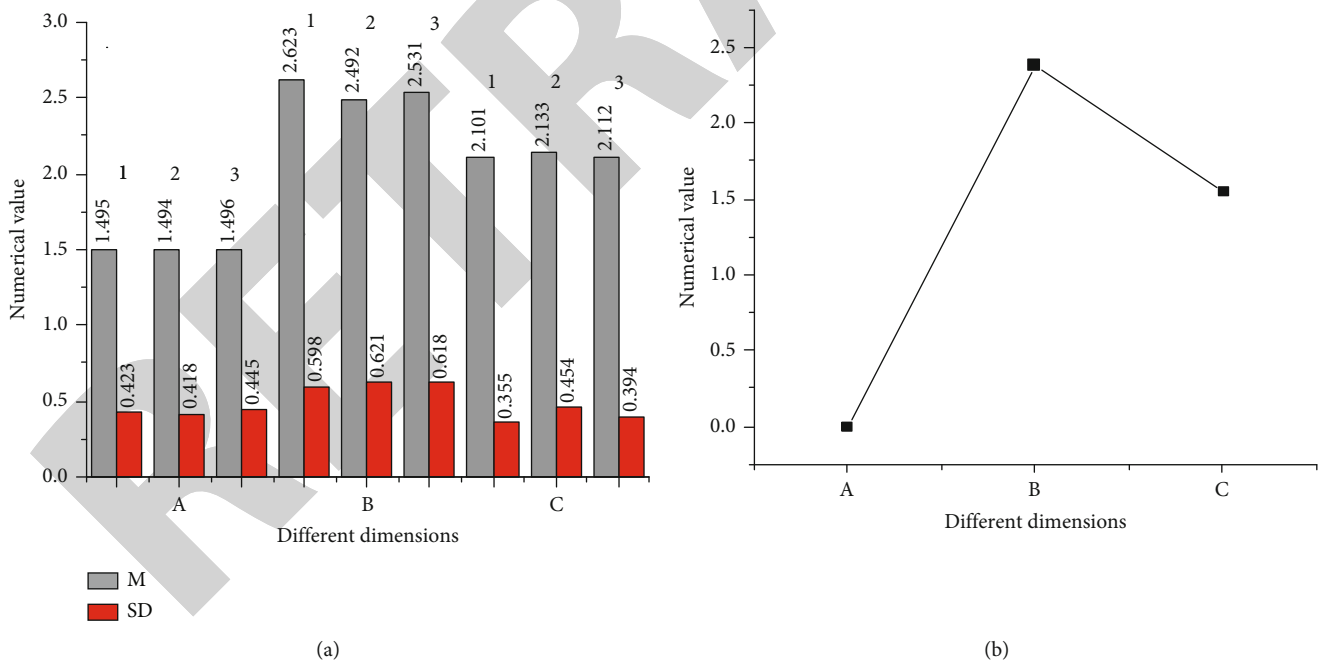 3.0
2.5
2.0
1.5
1.0
0.5
0.0
Numerical value
1 2 3
1.495 0.423 1.494 0.418 1.496 0.445
1 2 3
2.623 0.598 2.492 0.621 2.531 0.618
1 2 3
2.101 0.355 2.133 0.454 2.112 0.394
A B C
Different dimensions
M
SD
(a)
2.5
2.0
1.5
1.0
0.5
0.0
Numerical value
A B C
Different dimensions
(b)
RETRA